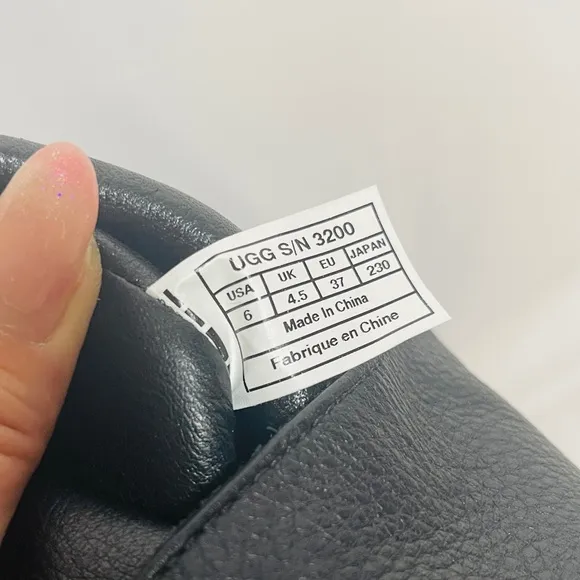 UGG S/N 3200
USA UK EU JAPAN
6 4.5 37 230
Made In China
Fabrique en Chine